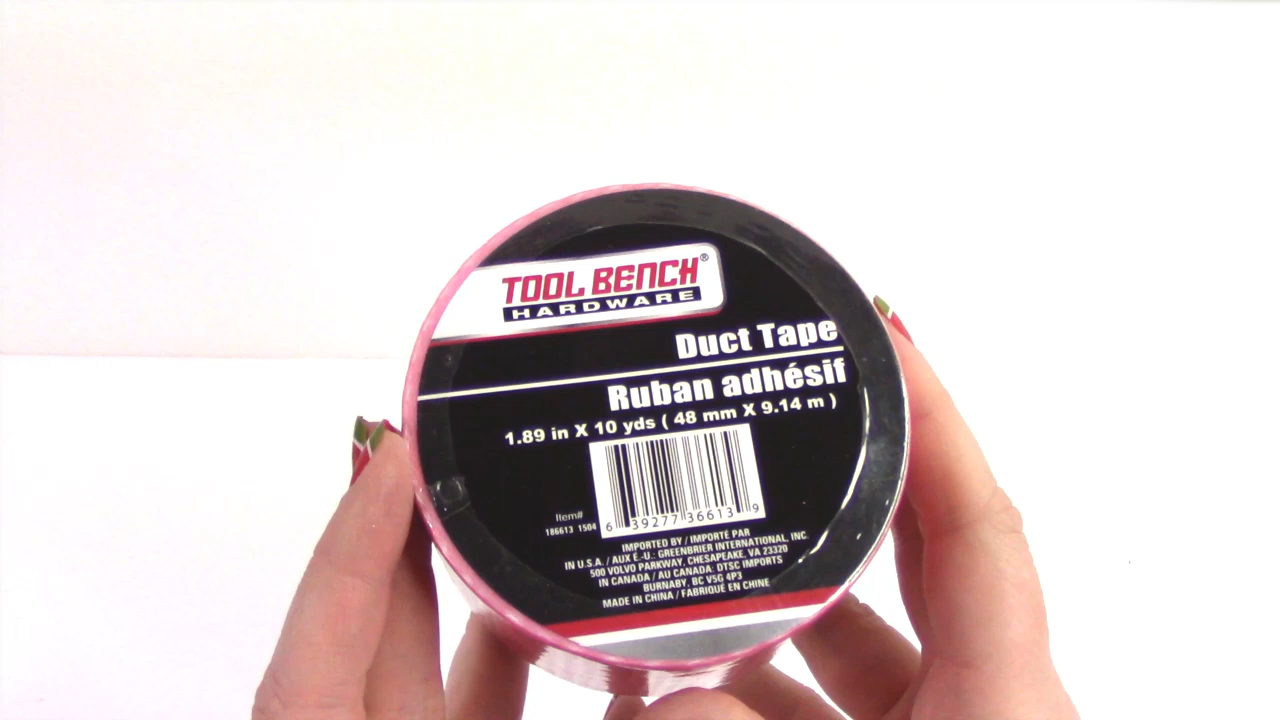 TOOL BENCH®
HARDWARE
Duct Tape
Ruban adhésif
1.89 in X 10 yds ( 48 mm X 9.14 m )
Item#
186613 1504
6 39277 36613 9
IMPORTED BY / IMPORTÉ PAR
IN U.S.A. / AUX É.-U.: GREENBRIER INTERNATIONAL, INC.
500 VOLVO PARKWAY, CHESAPEAKE, VA 23320
IN CANADA / AU CANADA: DTSC IMPORTS
BURNABY, BC V5G 4P3
MADE IN CHINA / FABRIQUÉ EN CHINE